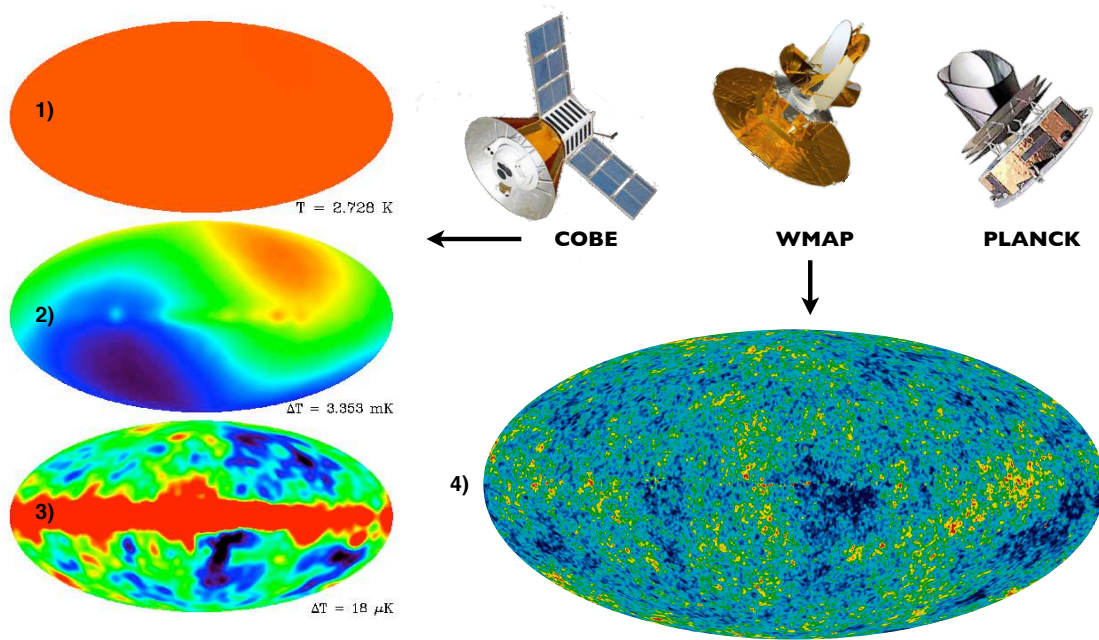 1)
T = 2.728 K
COBE
WMAP
PLANCK
2)
ΔT = 3.353 mK
3)
4)
ΔT = 18 μK